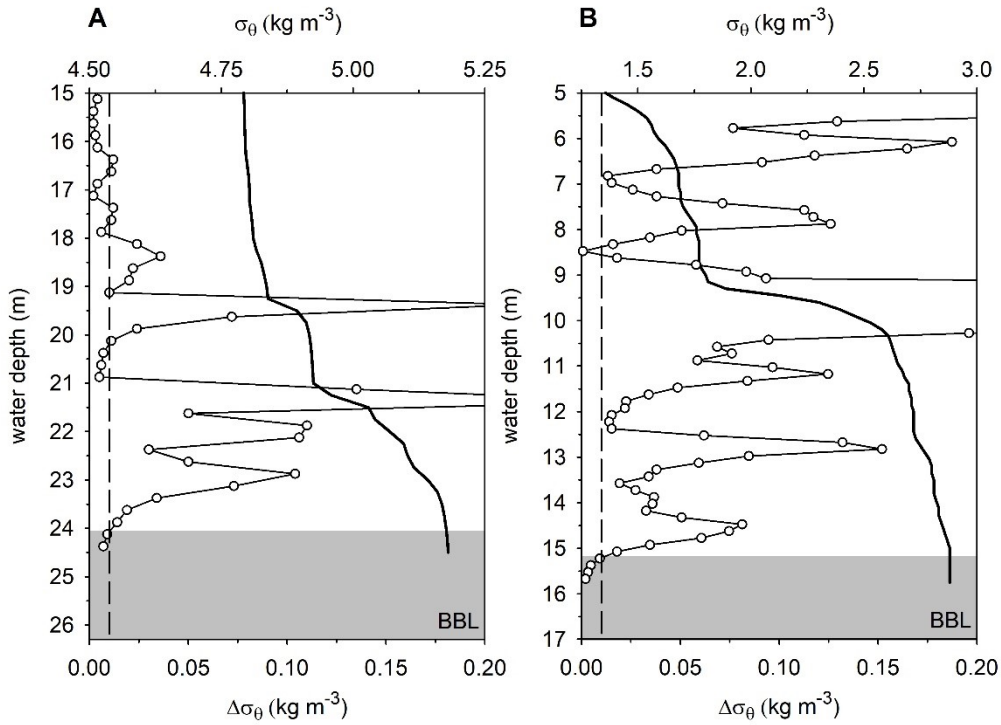 A
σθ (kg m-3)
4.50 4.75 5.00 5.25
15
16
17
18
19
20
21
22
23
24
25
26
water depth (m)
BBL
0.00 0.05 0.10 0.15 0.20
Δσθ (kg m-3)
B
σθ (kg m-3)
1.5 2.0 2.5 3.0
5
6
7
8
9
10
11
12
13
14
15
16
17
water depth (m)
BBL
0.00 0.05 0.10 0.15 0.20
Δσθ (kg m-3)